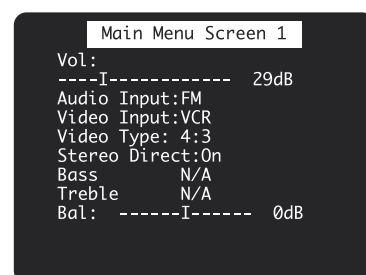 Main Menu Screen 1
Vol:
----I------------ 29dB
Audio Input:FM
Video Input:VCR
Video Type: 4:3
Stereo Direct:On
Bass N/A
Treble N/A
Bal: ------I------ 0dB